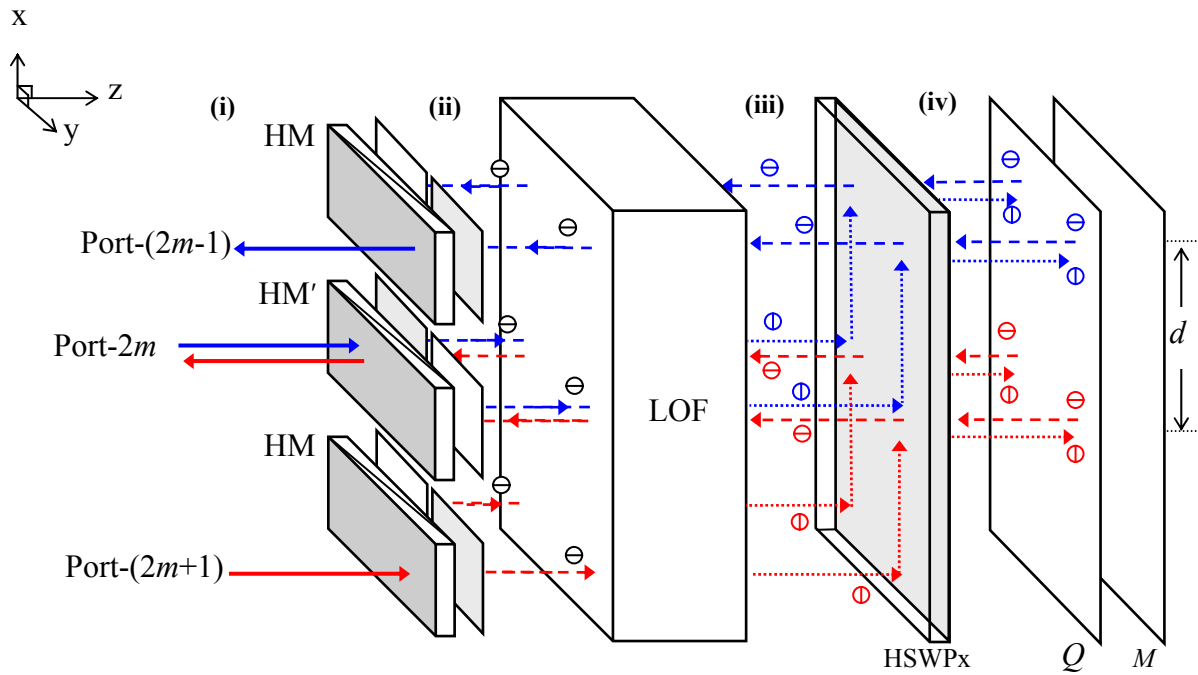 x
z
y
(i)
(ii)
(iii)
(iv)
HM
Port-(2m-1)
HM′
Port-2m
d
LOF
HM
Port-(2m+1)
HSWPx
Q
M